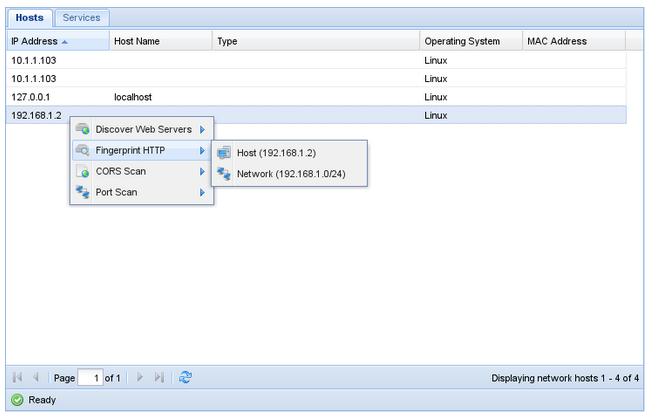 Hosts Services
IP Address Host Name Type Operating System MAC Address
10.1.1.103 Linux
10.1.1.103 Linux
127.0.0.1 localhost Linux
192.168.1.2 Linux
Discover Web Servers
Fingerprint HTTP
Host (192.168.1.2)
CORS Scan
Network (192.168.1.0/24)
Port Scan
Page 1 of 1 Displaying network hosts 1 - 4 of 4
Ready